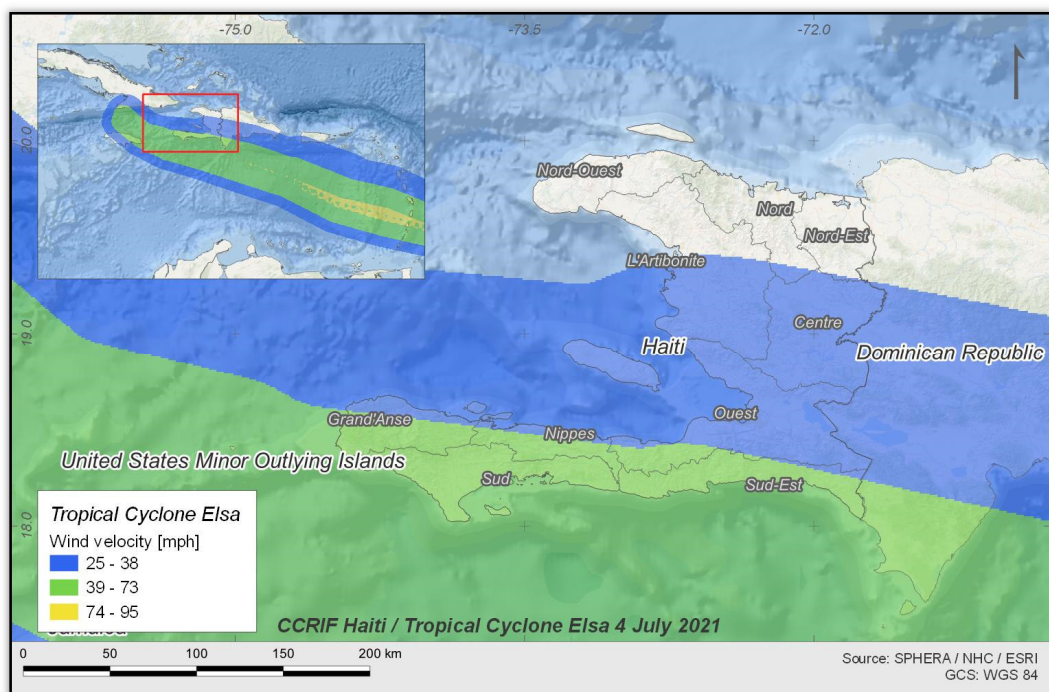 -75.0
-73.5
-72.0
20.0
19.0
18.0
Nord-Ouest
Nord
Nord-Est
L'Artibonite
Centre
Haiti
Dominican Republic
Ouest
Grand'Anse
Nippes
United States Minor Outlying Islands
Sud
Sud-Est
Tropical Cyclone Elsa
Wind velocity [mph]
25 - 38
39 - 73
74 - 95
Jamaica
CCRIF Haiti / Tropical Cyclone Elsa 4 July 2021
0 50 100 150 200 km
Source: SPHERA / NHC / ESRI
GCS: WGS 84